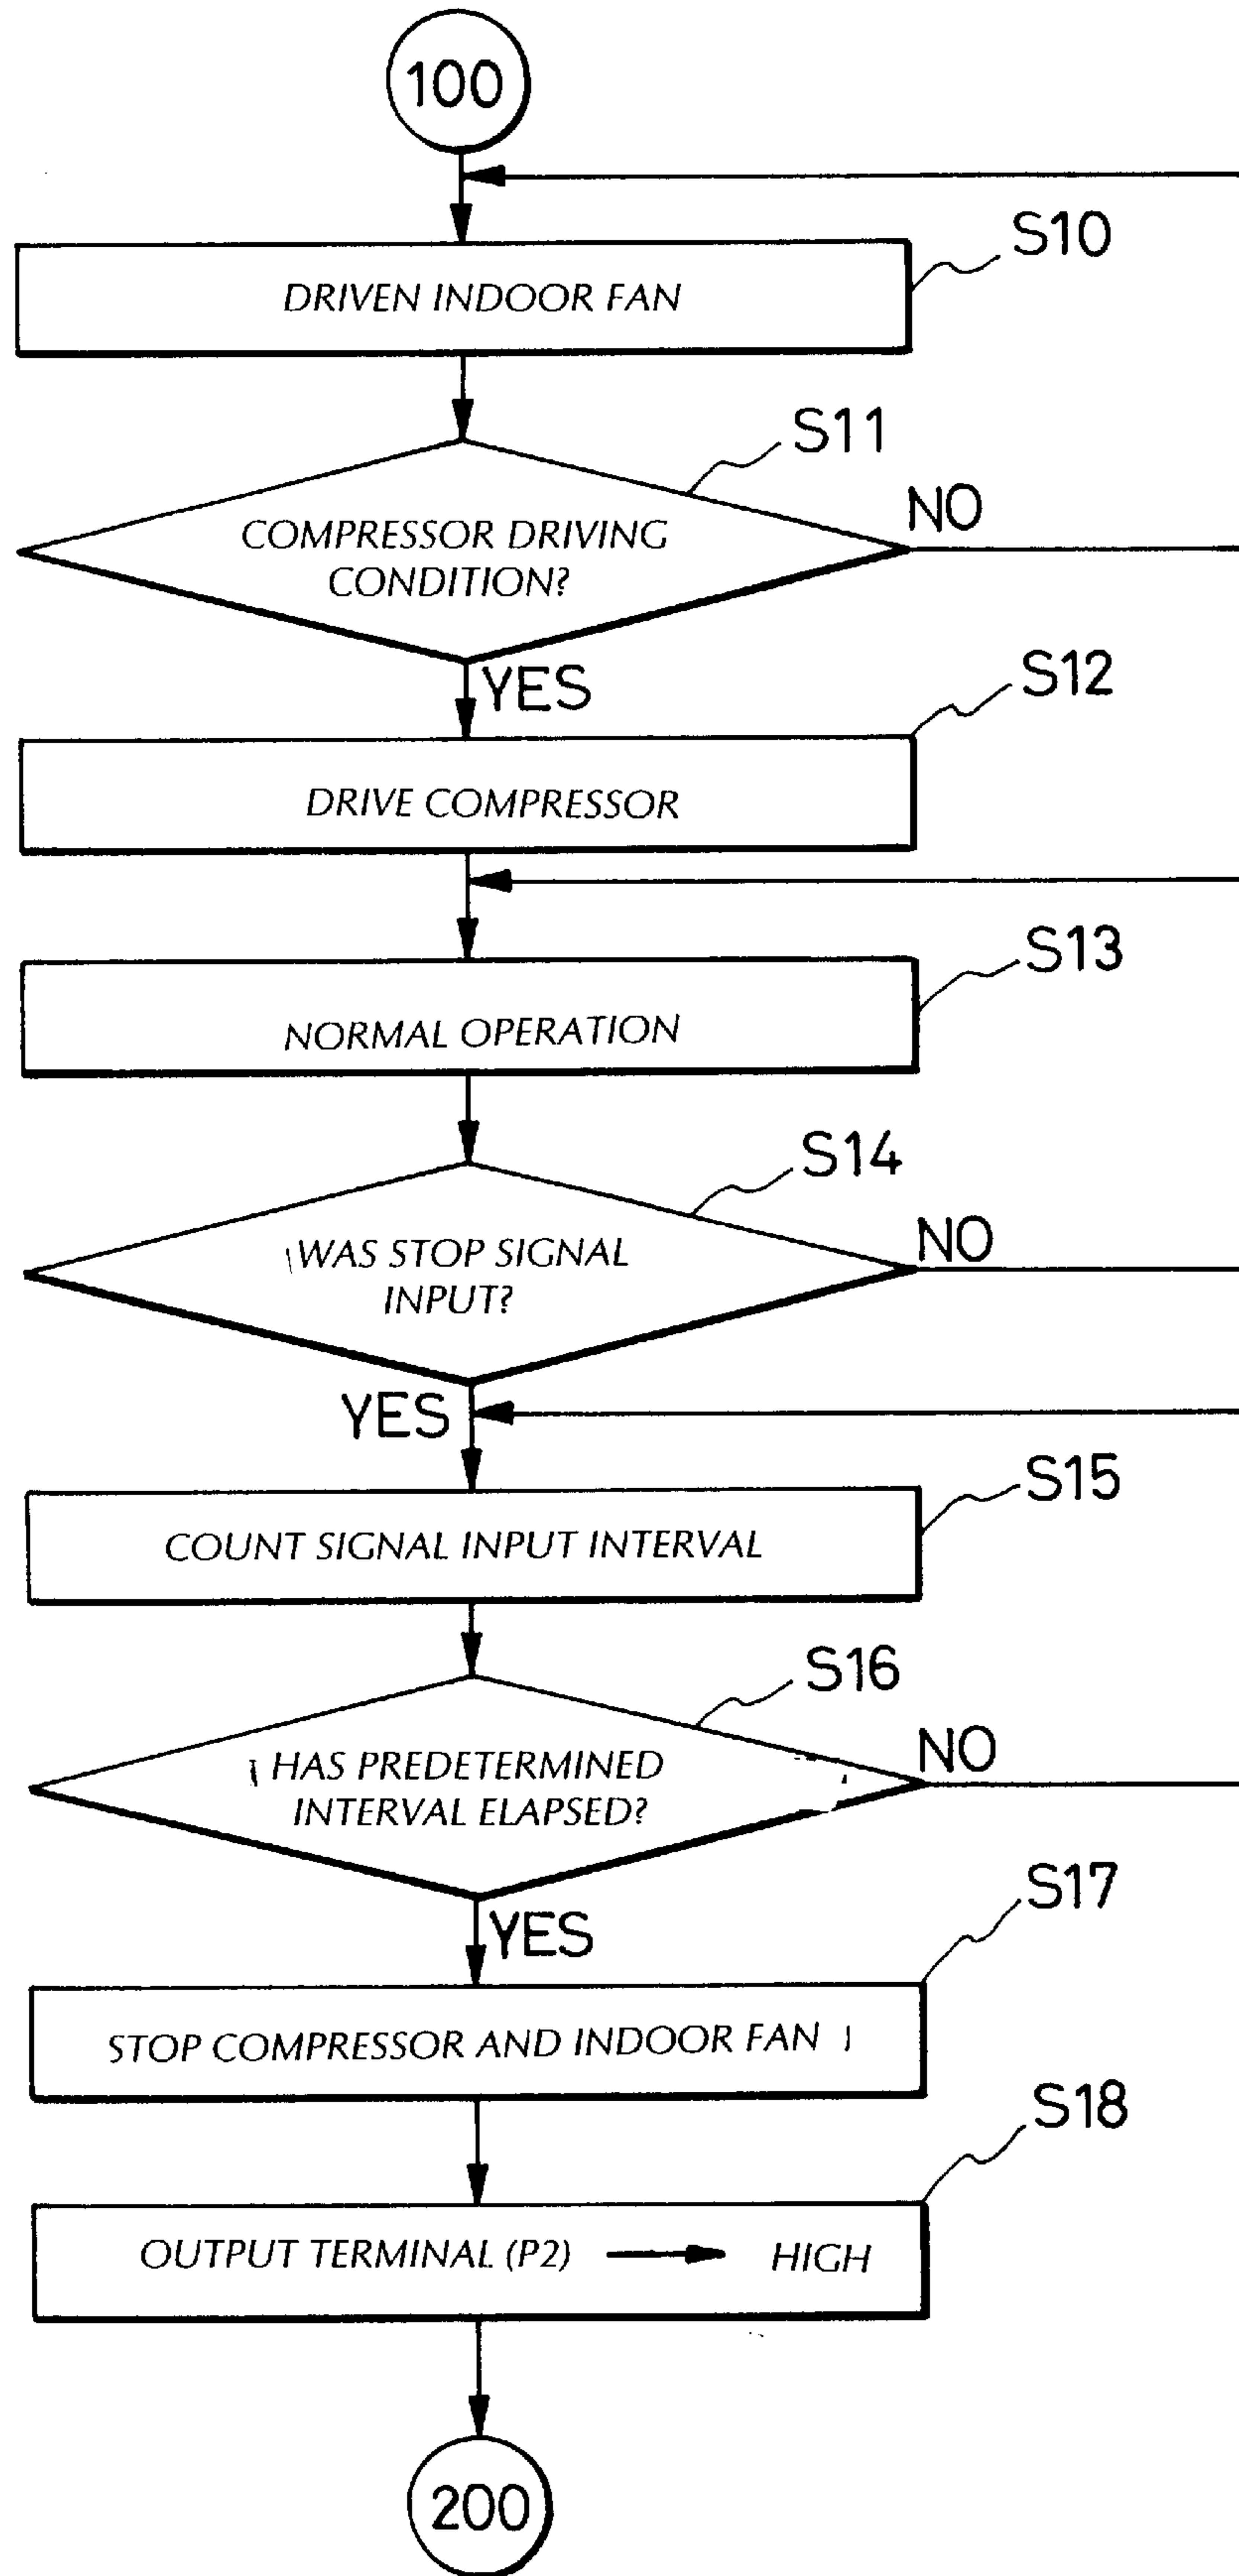 100
S10
DRIVEN INDOOR FAN
S11
COMPRESSOR DRIVING
CONDITION?
NO
YES
S12
DRIVE COMPRESSOR
S13
NORMAL OPERATION
S14
WAS STOP SIGNAL
INPUT?
NO
YES
S15
COUNT SIGNAL INPUT INTERVAL
S16
HAS PREDETERMINED
INTERVAL ELAPSED?
NO
YES
S17
STOP COMPRESSOR AND INDOOR FAN
S18
OUTPUT TERMINAL (P2) → HIGH
200